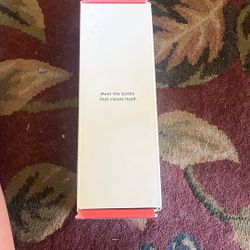 Meet the bottle
that cleans itself.